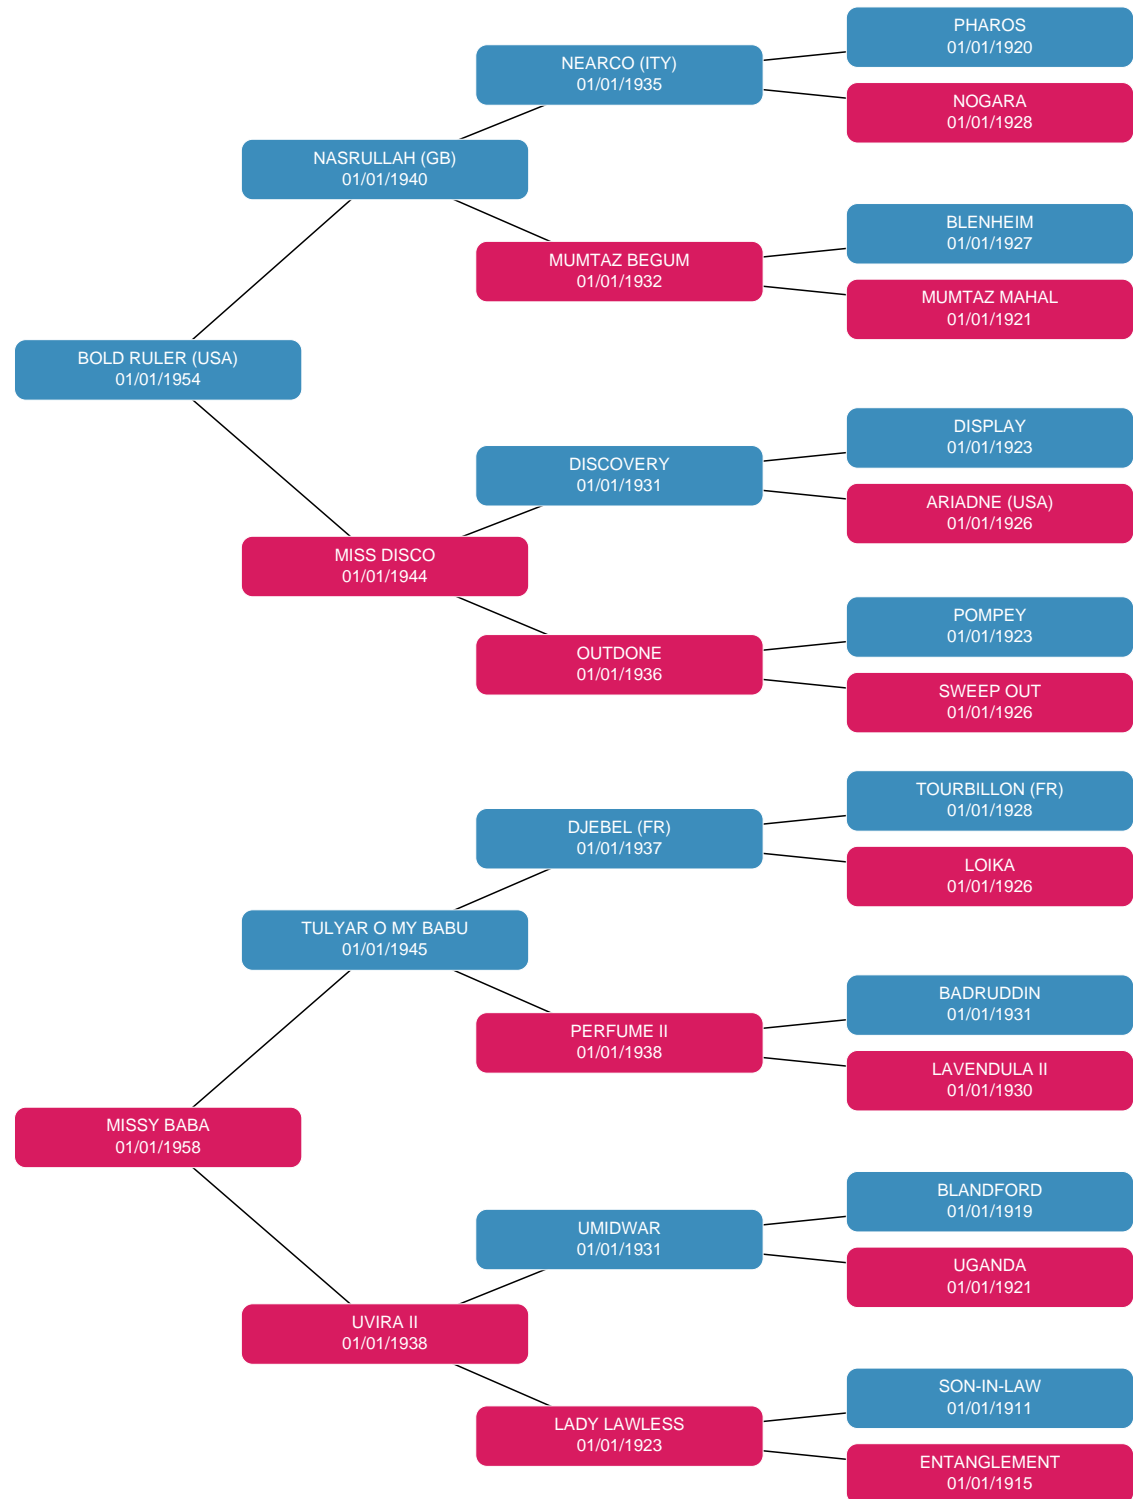 PHAROS
01/01/1920
NEARCO (ITY)
01/01/1935
NOGARA
01/01/1928
NASRULLAH (GB)
01/01/1940
BLENHEIM
01/01/1927
MUMTAZ BEGUM
01/01/1932
MUMTAZ MAHAL
01/01/1921
BOLD RULER (USA)
01/01/1954
DISPLAY
01/01/1923
DISCOVERY
01/01/1931
ARIADNE (USA)
01/01/1926
MISS DISCO
01/01/1944
POMPEY
01/01/1923
OUTDONE
01/01/1936
SWEEP OUT
01/01/1926
TOURBILLON (FR)
01/01/1928
DJEBEL (FR)
01/01/1937
LOIKA
01/01/1926
TULYAR O MY BABU
01/01/1945
BADRUDDIN
01/01/1931
PERFUME II
01/01/1938
LAVENDULA II
01/01/1930
MISSY BABA
01/01/1958
BLANDFORD
01/01/1919
UMIDWAR
01/01/1931
UGANDA
01/01/1921
UVIRA II
01/01/1938
SON-IN-LAW
01/01/1911
LADY LAWLESS
01/01/1923
ENTANGLEMENT
01/01/1915